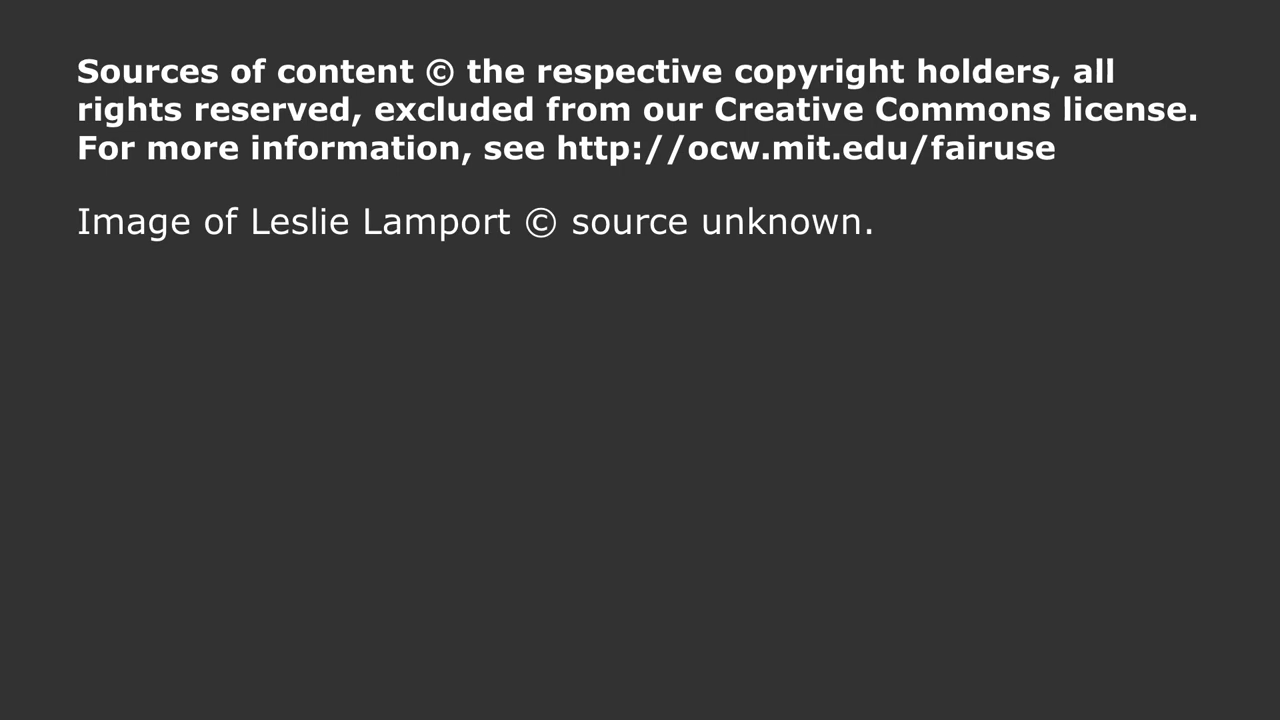 Sources of content © the respective copyright holders, all
rights reserved, excluded from our Creative Commons license.
For more information, see http://ocw.mit.edu/fairuse
Image of Leslie Lamport © source unknown.